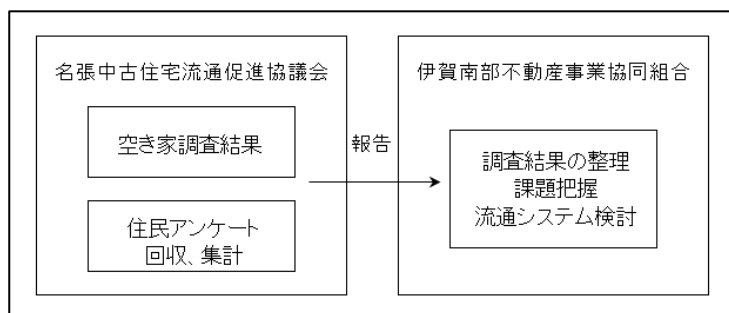 名張中古住宅流通促進協議会
空き家調査結果
住民アンケート
回収、集計
報告
伊賀南部不動産事業協同組合
調査結果の整理
課題把握
流通システム検討